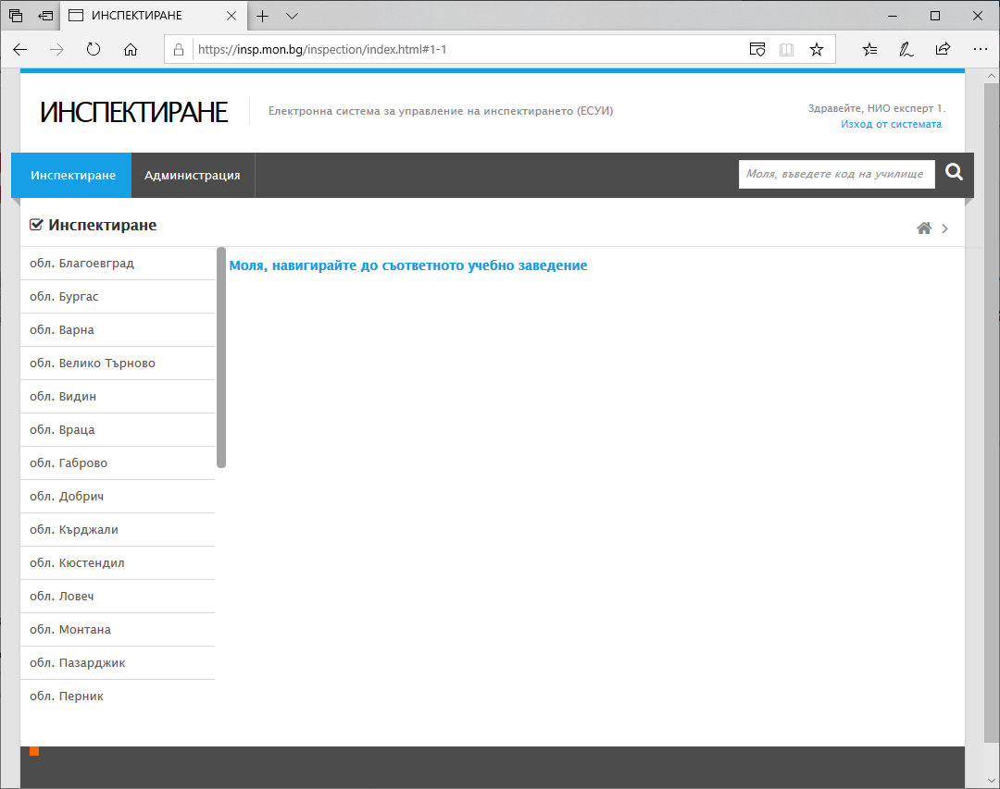 ИНСПЕКТИРАНЕ
https://insp.mon.bg/inspection/index.html#1-1
ИНСПЕКТИРАНЕ
Електронна система за управление на инспектирането (ЕСУИ)
Здравейте, НИО експерт 1.
Изход от системата
Инспектиране
Администрация
Моля, въведете код на училище
Инспектиране
Моля, навигирайте до съответното учебно заведение
обл. Благоевград
обл. Бургас
обл. Варна
обл. Велико Търново
обл. Видин
обл. Враца
обл. Габрово
обл. Добрич
обл. Кърджали
обл. Кюстендил
обл. Ловеч
обл. Монтана
обл. Пазарджик
обл. Перник